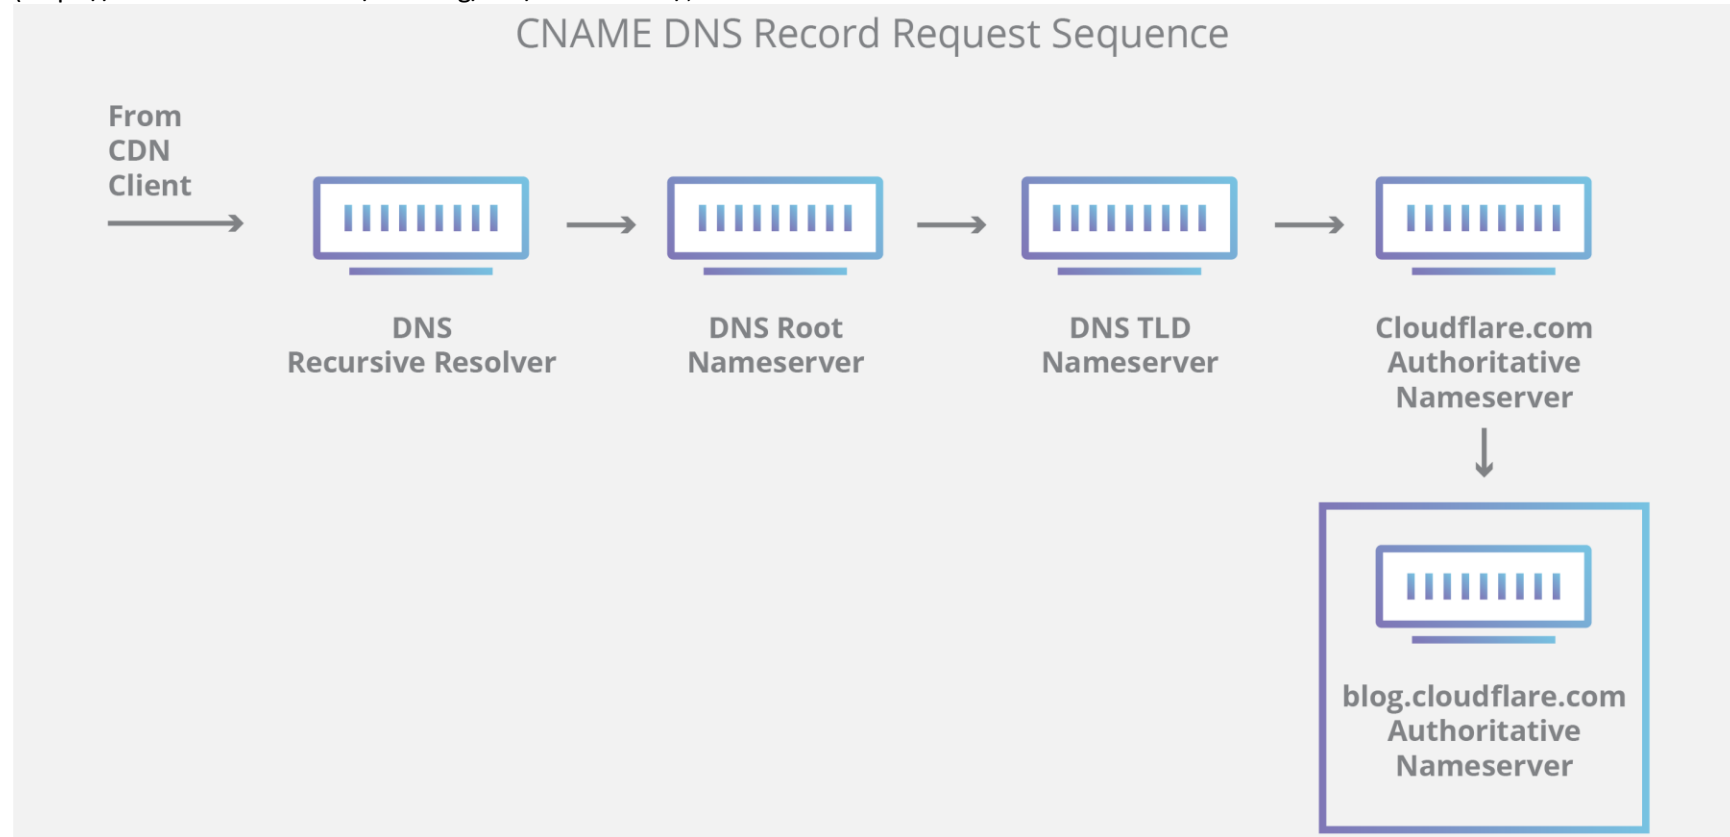 CNAME DNS Record Request Sequence
From
CDN
Client
DNS
Recursive Resolver
DNS Root
Nameserver
DNS TLD
Nameserver
Cloudflare.com
Authoritative
Nameserver
blog.cloudflare.com
Authoritative
Nameserver